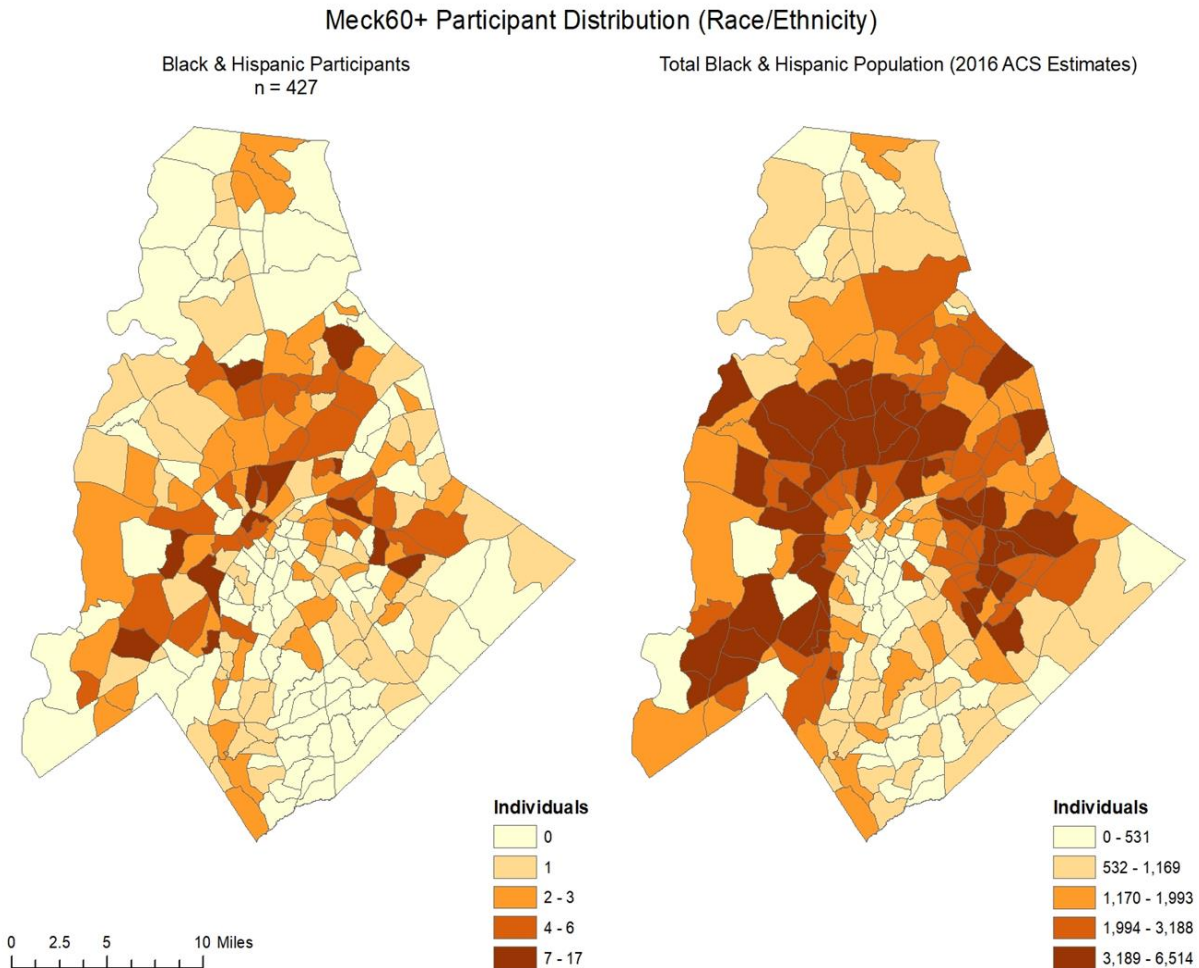 Meck60+ Participant Distribution (Race/Ethnicity)
Black & Hispanic Participants
n = 427
Total Black & Hispanic Population (2016 ACS Estimates)
Individuals
0
1
2 - 3
4 - 6
7 - 17
Individuals
0 - 531
532 - 1,169
1,170 - 1,993
1,994 - 3,188
3,189 - 6,514
0 2.5 5 10 Miles